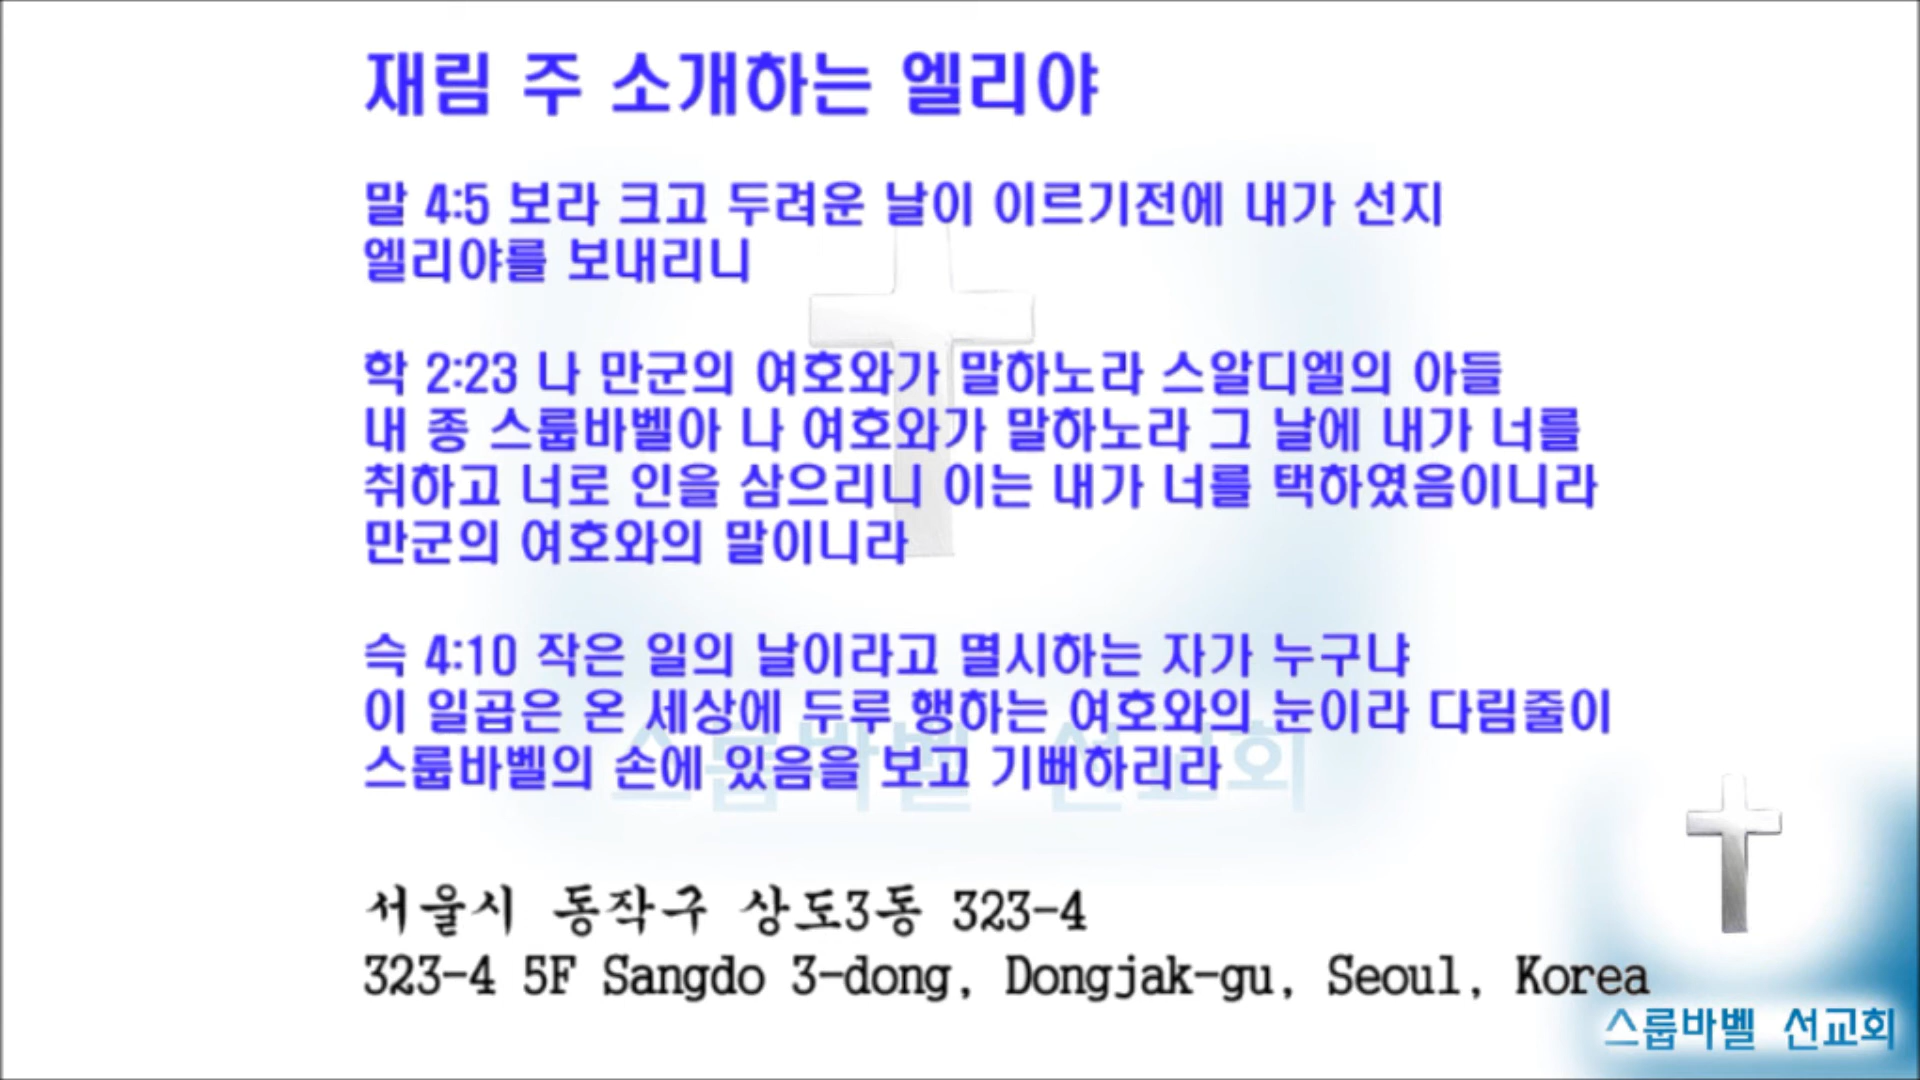 재림 주 소개하는 엘리야
말 4:5 보라 크고 두려운 날이 이르기전에 내가 선지
엘리야를 보내리니
학 2:23 나 만군의 여호와가 말하노라 스알디엘의 아들
내 종 스룹바벨아 나 여호와가 말하노라 그 날에 내가 너를
취하고 너로 인을 삼으리니 이는 내가 너를 택하였음이니라
만군의 여호와의 말이니라
슥 4:10 작은 일의 날이라고 멸시하는 자가 누구냐
이 일곱은 온 세상에 두루 행하는 여호와의 눈이라 다림줄이
스룹바벨의 손에 있음을 보고 기뻐하리라
스룹바벨 선교회
서울시 동작구 상도3동 323-4
323-4 5F Sangdo 3-dong, Dongjak-gu, Seoul, Korea
스룹바벨 선교회